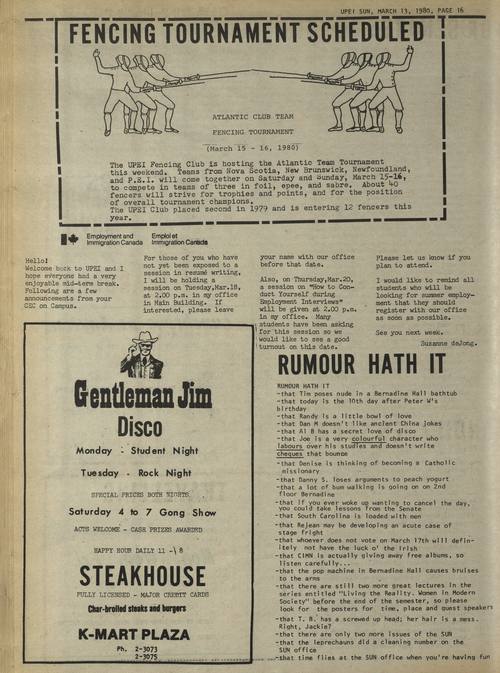 UPEI SUN, MARCH 13, 1980, PAGE 16
FENCING TOURNAMENT SCHEDULED
ATLANTIC CLUB TEAM
FENCING TOURNAMENT
(March 15 - 16, 1980)
The UPEI Fencing Club is hosting the Atlantic Team Tournament
this weekend. Teams from Nova Scotia, New Brunswick, Newfoundland,
and P.E.I. will come together on Saturday and Sunday, March 15-16,
to compete in teams of three in foil, epee, and sabre. About 40
fencers will strive for trophies and points, and for the position
of overall tournament champions.
The UPEI Club placed second in 1979 and is entering 12 fencers this
year.
Employment and
Immigration Canada
Emploi et
Immigration Canada
Hello!
Welcome back to UPEI and I
hope everyone had a very
enjoyable mid-term break.
Following are a few
announcements from your
CEC on Campus.
For those of you who have
not yet been exposed to a
session in resumé writing,
I will be holding a
session on Tuesday, Mar.18,
at 2.00 p.m. in my office
in Main Building. If
interested, please leave
your name with our office
before that date.
Also, on Thursday, Mar.20,
a session on "How to Con-
duct Yourself during
Employment Interviews"
will be given at 2.00 p.m.
in my office. Many
students have been asking
for this session so we
would like to see a good
turnout on this date.
Please let us know if you
plan to attend.
I would like to remind all
students who will be
looking for summer employ-
ment that they should
register with our office
as soon as possible.
See you next week.
Suzanne deJong.
Gentleman Jim
Disco
Monday - Student Night
Tuesday - Rock Night
SPECIAL PRICES BOTH NIGHTS
Saturday 4 to 7 Gong Show
ACTS WELCOME - CASH PRIZES AWARDED
HAPPY HOUR DAILY 11 - 8
STEAKHOUSE
FULLY LICENSED - MAJOR CREDIT CARDS
Char-broiled steaks and burgers
K-MART PLAZA
Ph. 2-3073
2-3075
RUMOUR HATH IT
RUMOUR HATH IT
-that Tim poses nude in a Bernadine Hall bathtub
-that today is the 10th day after Peter W's
birthday
-that Randy is a little bowl of love
-that Dan M doesn't like ancient China jokes
-that Al B has a secret love of disco
-that Joe is a very colourful character who
labours over his studies and doesn't write
cheques that bounce
-that Denise is thinking of becoming a Catholic
missionary
-that Danny S. loses arguments to peach yogurt
-that a lot of bum walking is going on on 2nd
floor Bernadine
-that if you ever woke up wanting to cancel the day,
you could take lessons from the Senate
-that South Carolina is loaded with men
-that Rejean may be developing an acute case of
stage fright
-that whoever does not vote on March 17th will defin-
itely not have the luck o' the Irish
-that CIMN is actually giving away free albums, so
listen carefully...
-that the pop machine in Bernadine Hall causes bruises
to the arms
-that there are still two more great lectures in the
series entitled "Living the Reality. Women in Modern
Society" before the end of the semester, so please
look for the posters for time, place and guest speakers
-that T. B. has a screwed up head; her hair is a mess.
Right, Jackie?
-that there are only two more issues of the SUN
-that the leprechauns did a cleaning number on the
SUN office
-that time flies at the SUN office when you're having fun